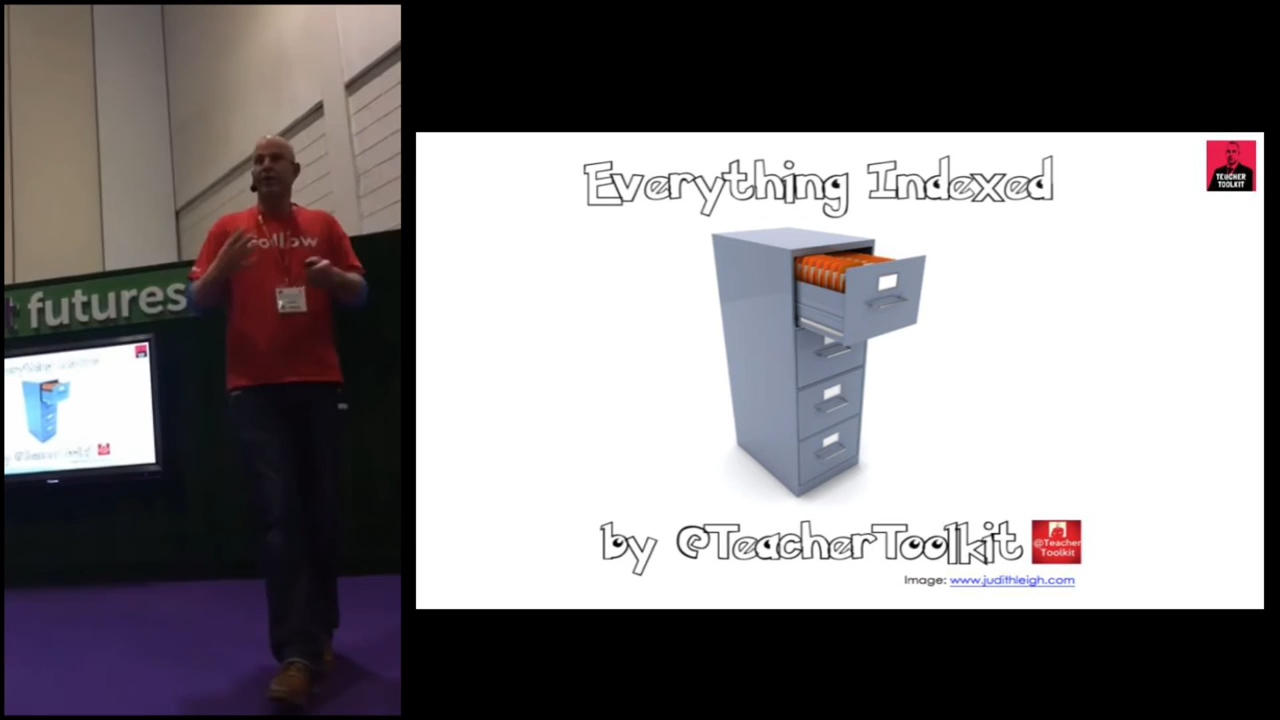 Follow
futures
Everything Indexed
TEACHER
TOOLKIT
by @TeacherToolkit
@Teacher
Toolkit
Image: www.judithleigh.com